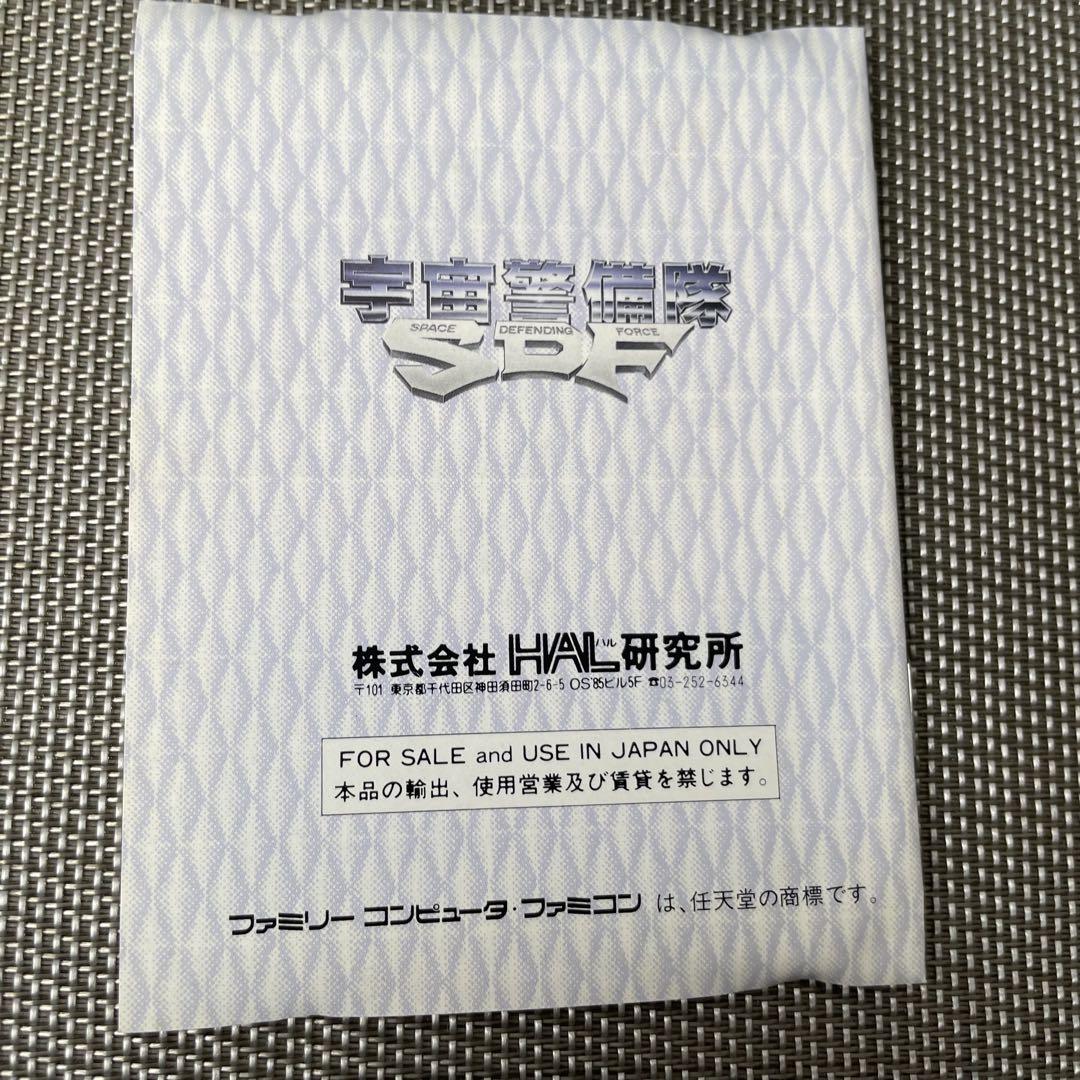 宇宙警備隊
SPACE DEFENDING FORCE
SDF
株式会社 HAL研究所
ハル
〒101 東京都千代田区神田須田町2-6-5 OS'85ビル5F ☎03-252-6344
FOR SALE and USE IN JAPAN ONLY
本品の輸出、使用営業及び賃貸を禁じます。
ファミリー コンピュータ・ファミコン は、任天堂の商標です。